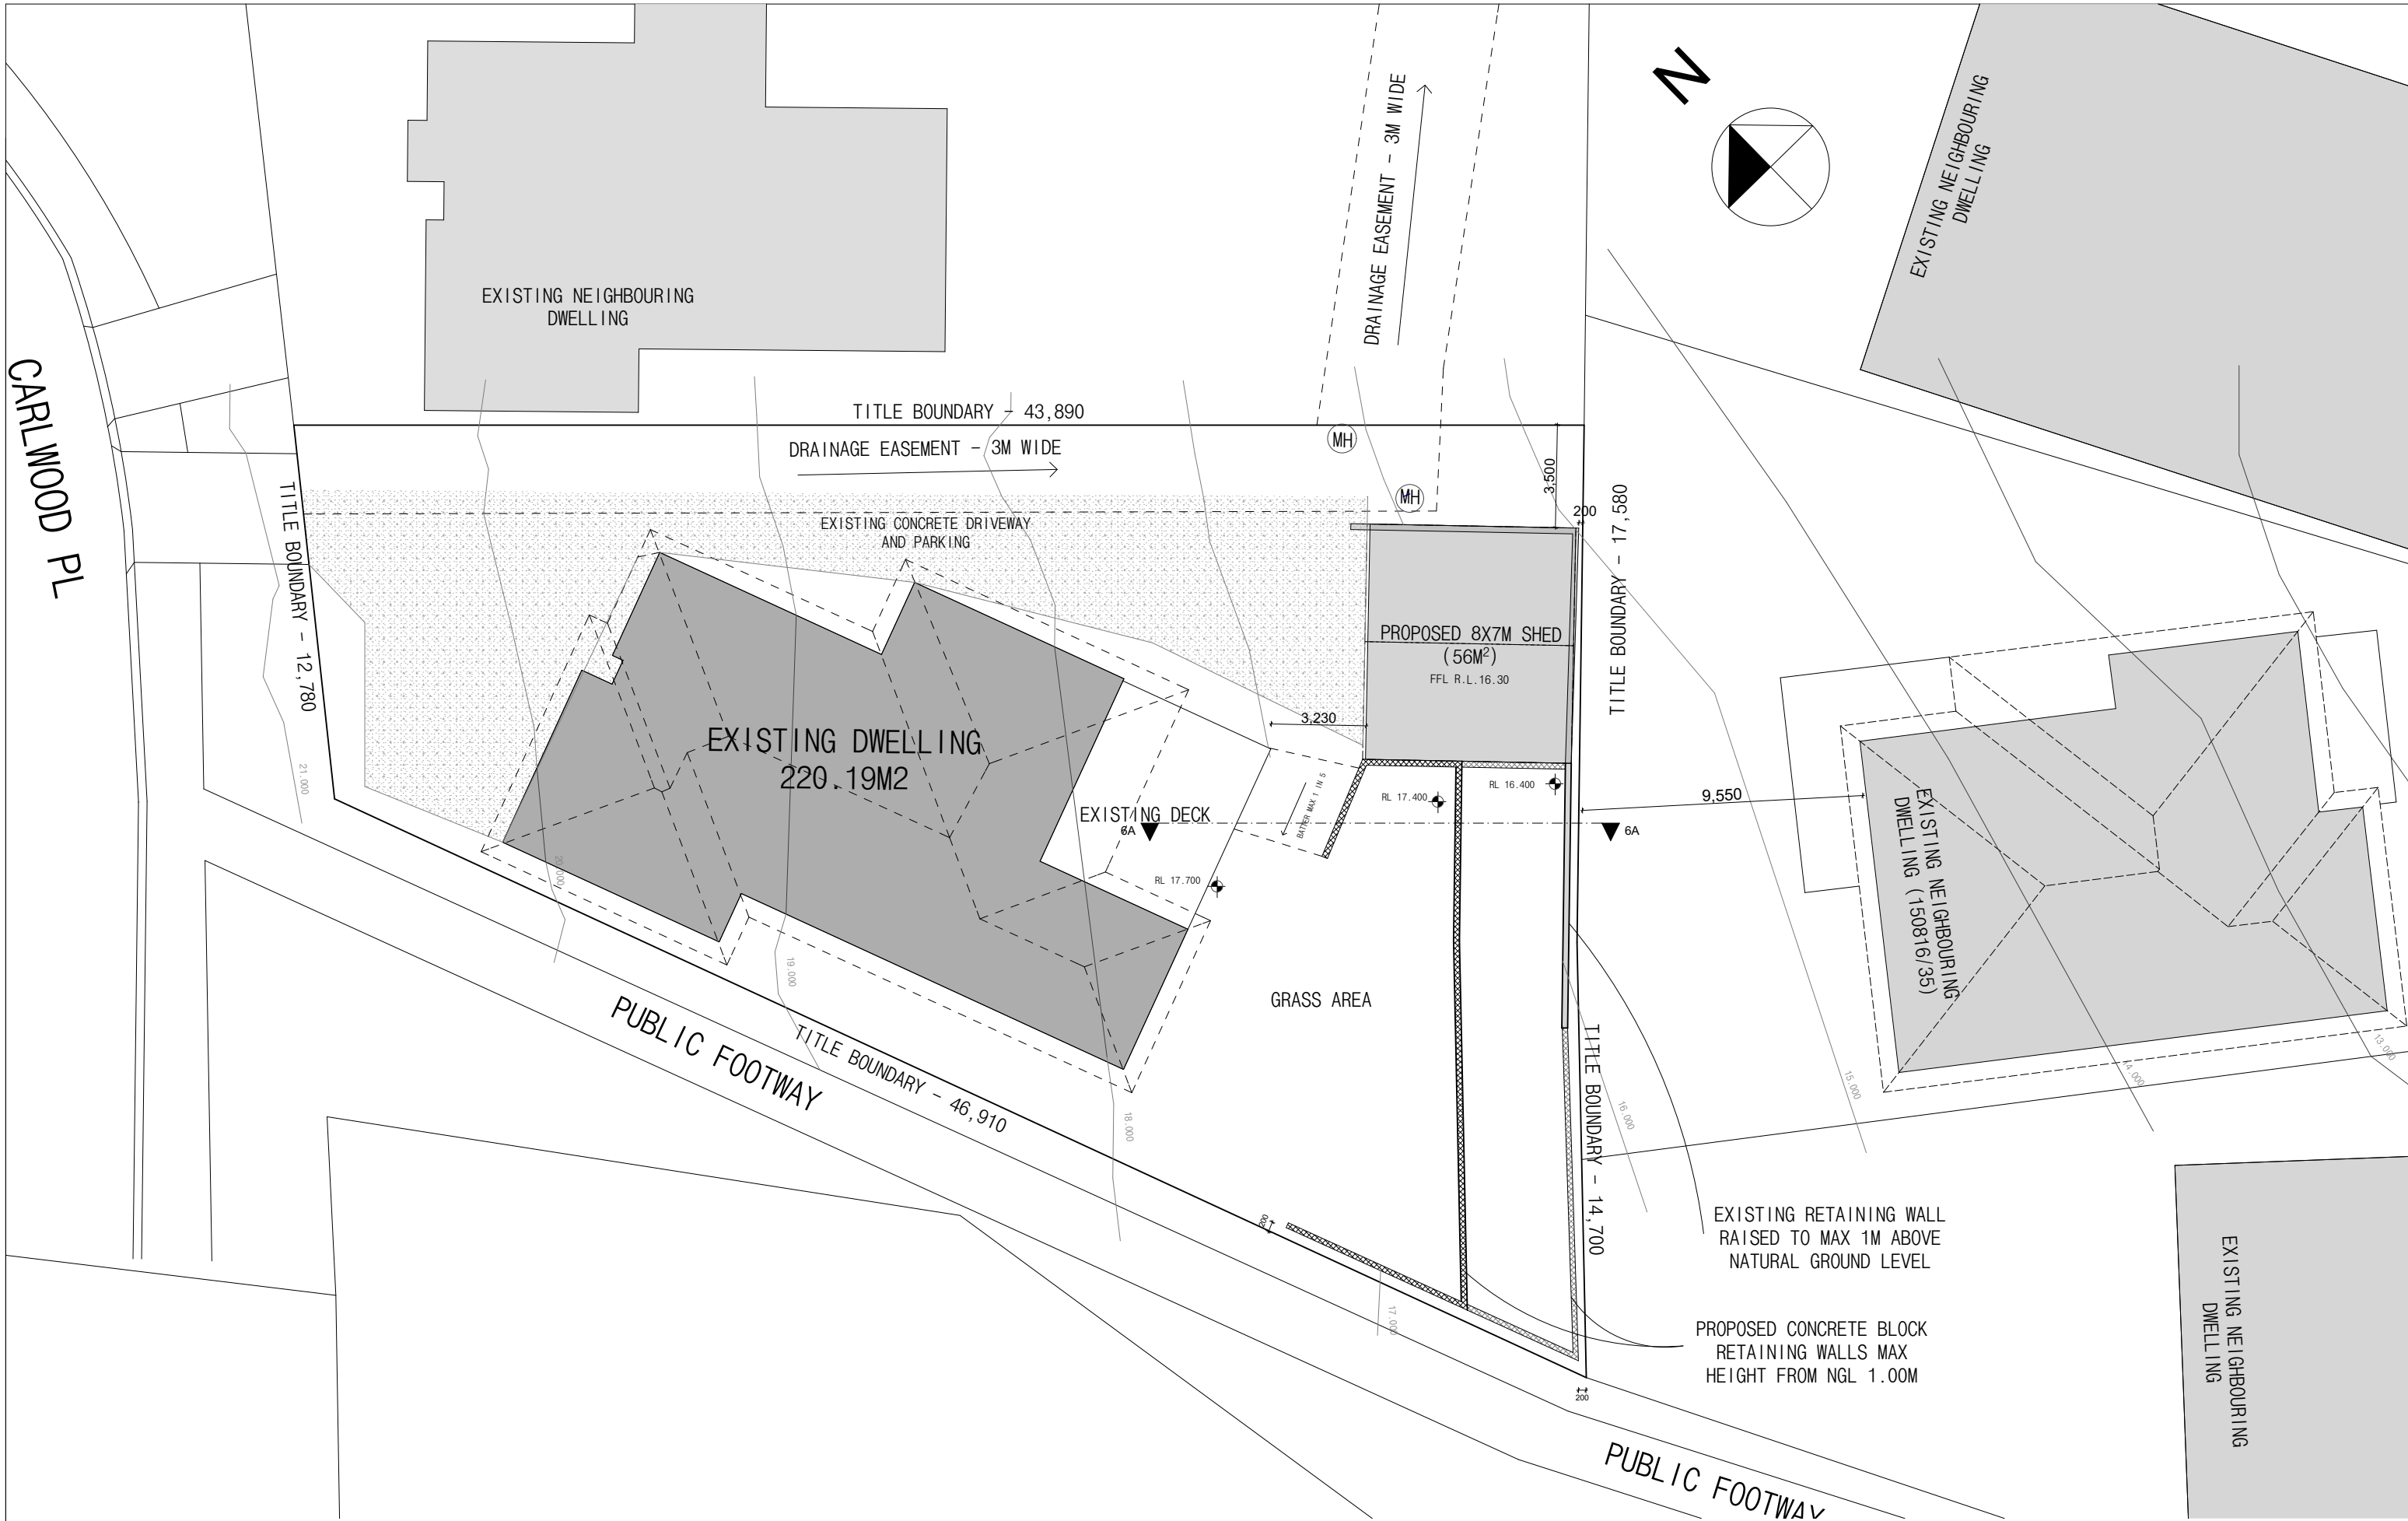 N
DRAINAGE EASEMENT - 3M WIDE
EXISTING NEIGHBOURING
DWELLING
EXISTING NEIGHBOURING
DWELLING
CARLWOOD PL
TITLE BOUNDARY - 43,890
DRAINAGE EASEMENT - 3M WIDE
MH
MH
3,500
200
TITLE BOUNDARY - 17,580
TITLE BOUNDARY - 12,780
EXISTING CONCRETE DRIVEWAY
AND PARKING
PROPOSED 8X7M SHED
(56M²)
FFL R.L.16.30
3,230
EXISTING DWELLING
220.19M2
BATTER MAX 1 IN 5
RL 17.400
RL 16.400
9,550
EXISTING DECK
6A
6A
RL 17.700
EXISTING NEIGHBOURING
DWELLING (150816/35)
21.000
20.000
19.000
18.000
17.000
16.000
15.000
14.000
13.000
GRASS AREA
PUBLIC FOOTWAY
TITLE BOUNDARY - 46,910
TITLE BOUNDARY - 14,700
200
EXISTING RETAINING WALL
RAISED TO MAX 1M ABOVE
NATURAL GROUND LEVEL
PROPOSED CONCRETE BLOCK
RETAINING WALLS MAX
HEIGHT FROM NGL 1.00M
200
EXISTING NEIGHBOURING
DWELLING
PUBLIC FOOTWAY